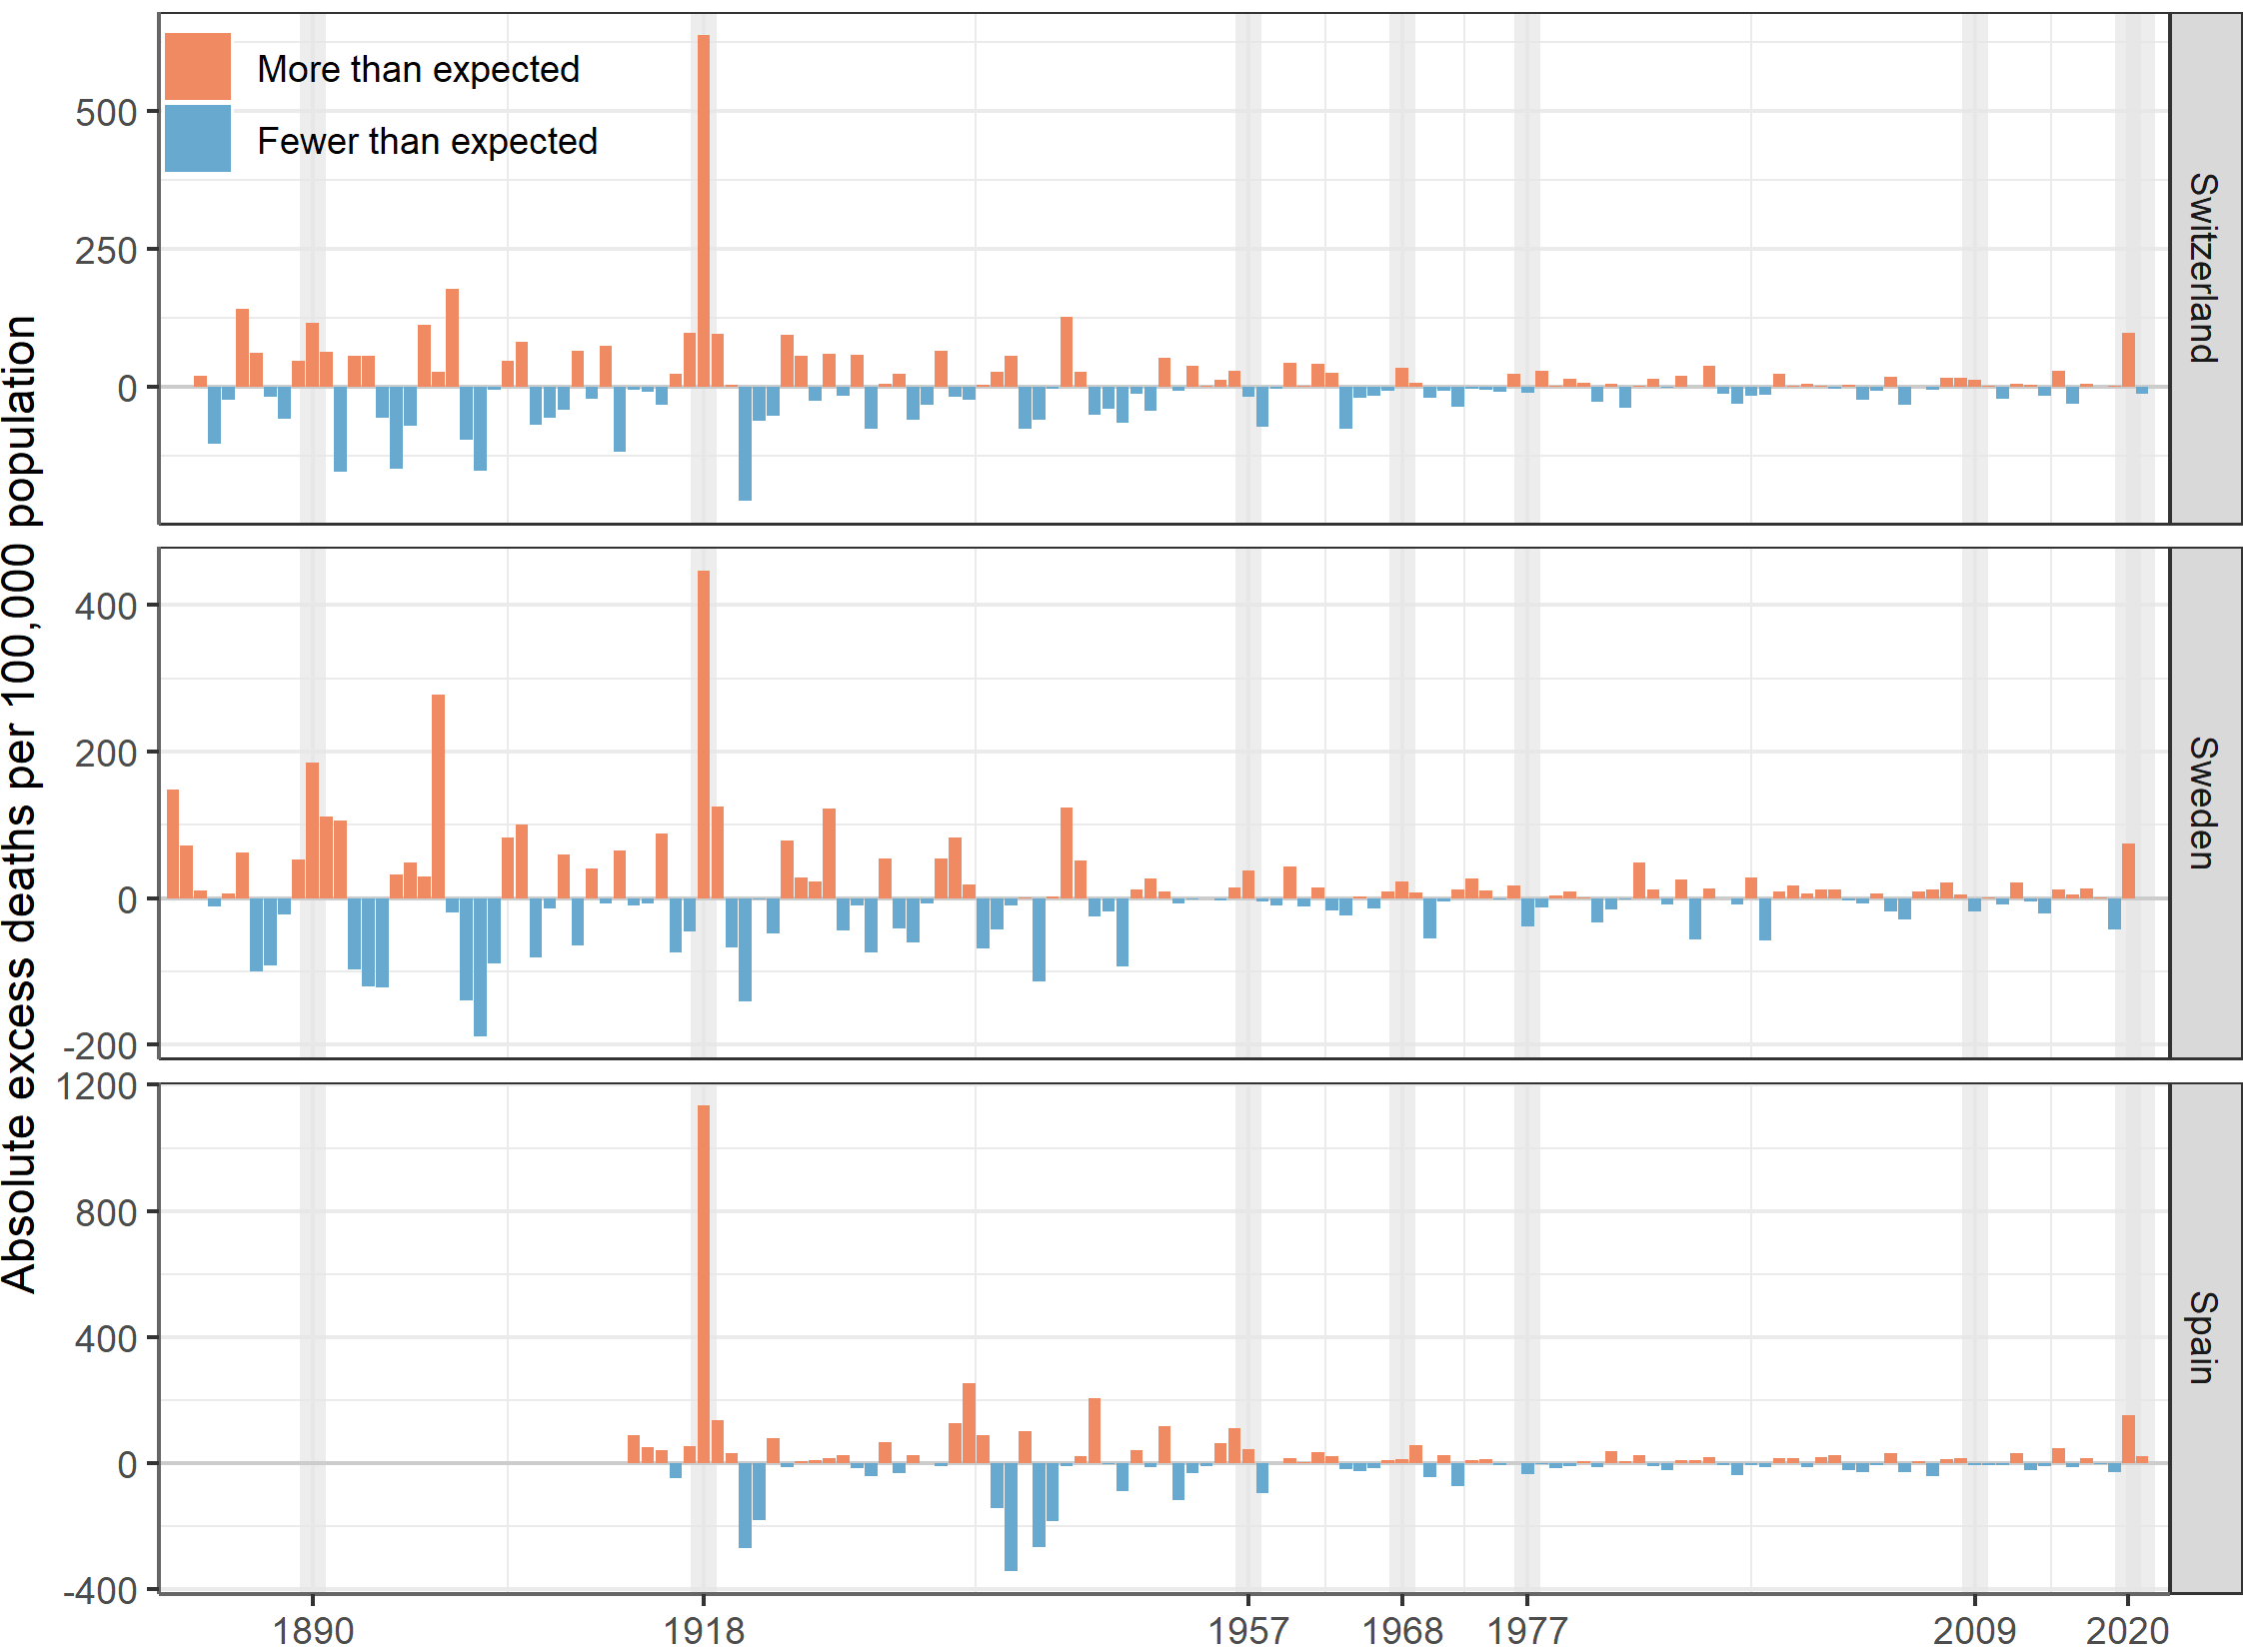 Absolute excess deaths per 100,000 population
More than expected
Fewer than expected
500
250
0
Switzerland
400
200
0
-200
Sweden
1200
800
400
0
-400
Spain
1890 1918 1957 1968 1977 2009 2020